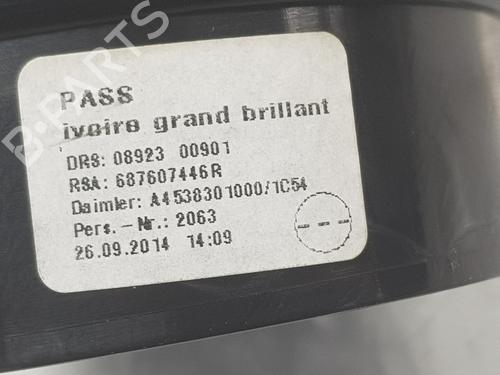 PASS
ivoire grand brillant
DRS: 08923 00901
RSA: 687607446R
Daimler: A4538301000/1C54
Pers.-Nr.: 2063
26.09.2014 14:09
B-PARTS